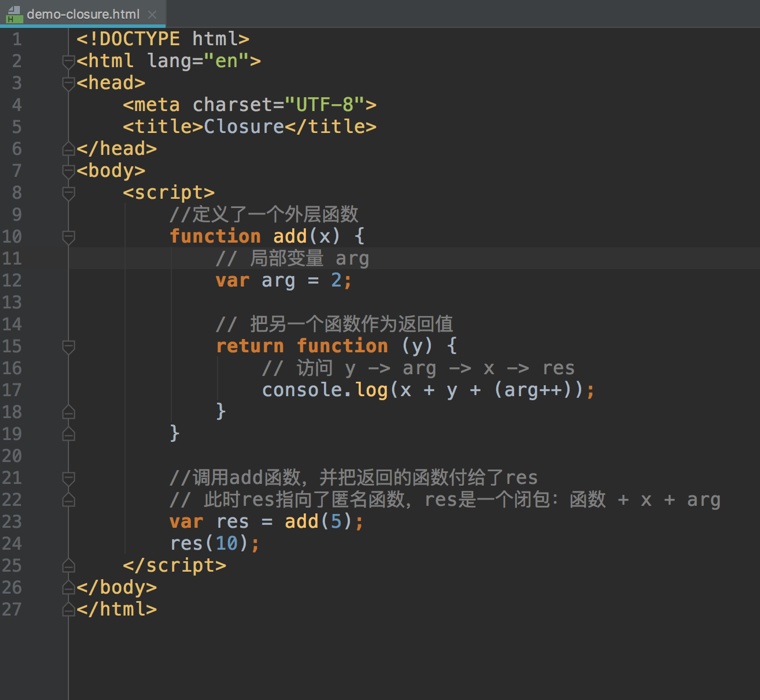 demo-closure.html
1 <!DOCTYPE html>
2 <html lang="en">
3 <head>
4     <meta charset="UTF-8">
5     <title>Closure</title>
6 </head>
7 <body>
8     <script>
9         //定义了一个外层函数
10         function add(x) {
11             // 局部变量 arg
12             var arg = 2;
13
14             // 把另一个函数作为返回值
15             return function (y) {
16                 // 访问 y -> arg -> x -> res
17                 console.log(x + y + (arg++));
18             }
19         }
20
21         //调用add函数，并把返回的函数付给了res
22         // 此时res指向了匿名函数，res是一个闭包：函数 + x + arg
23         var res = add(5);
24         res(10);
25     </script>
26 </body>
27 </html>